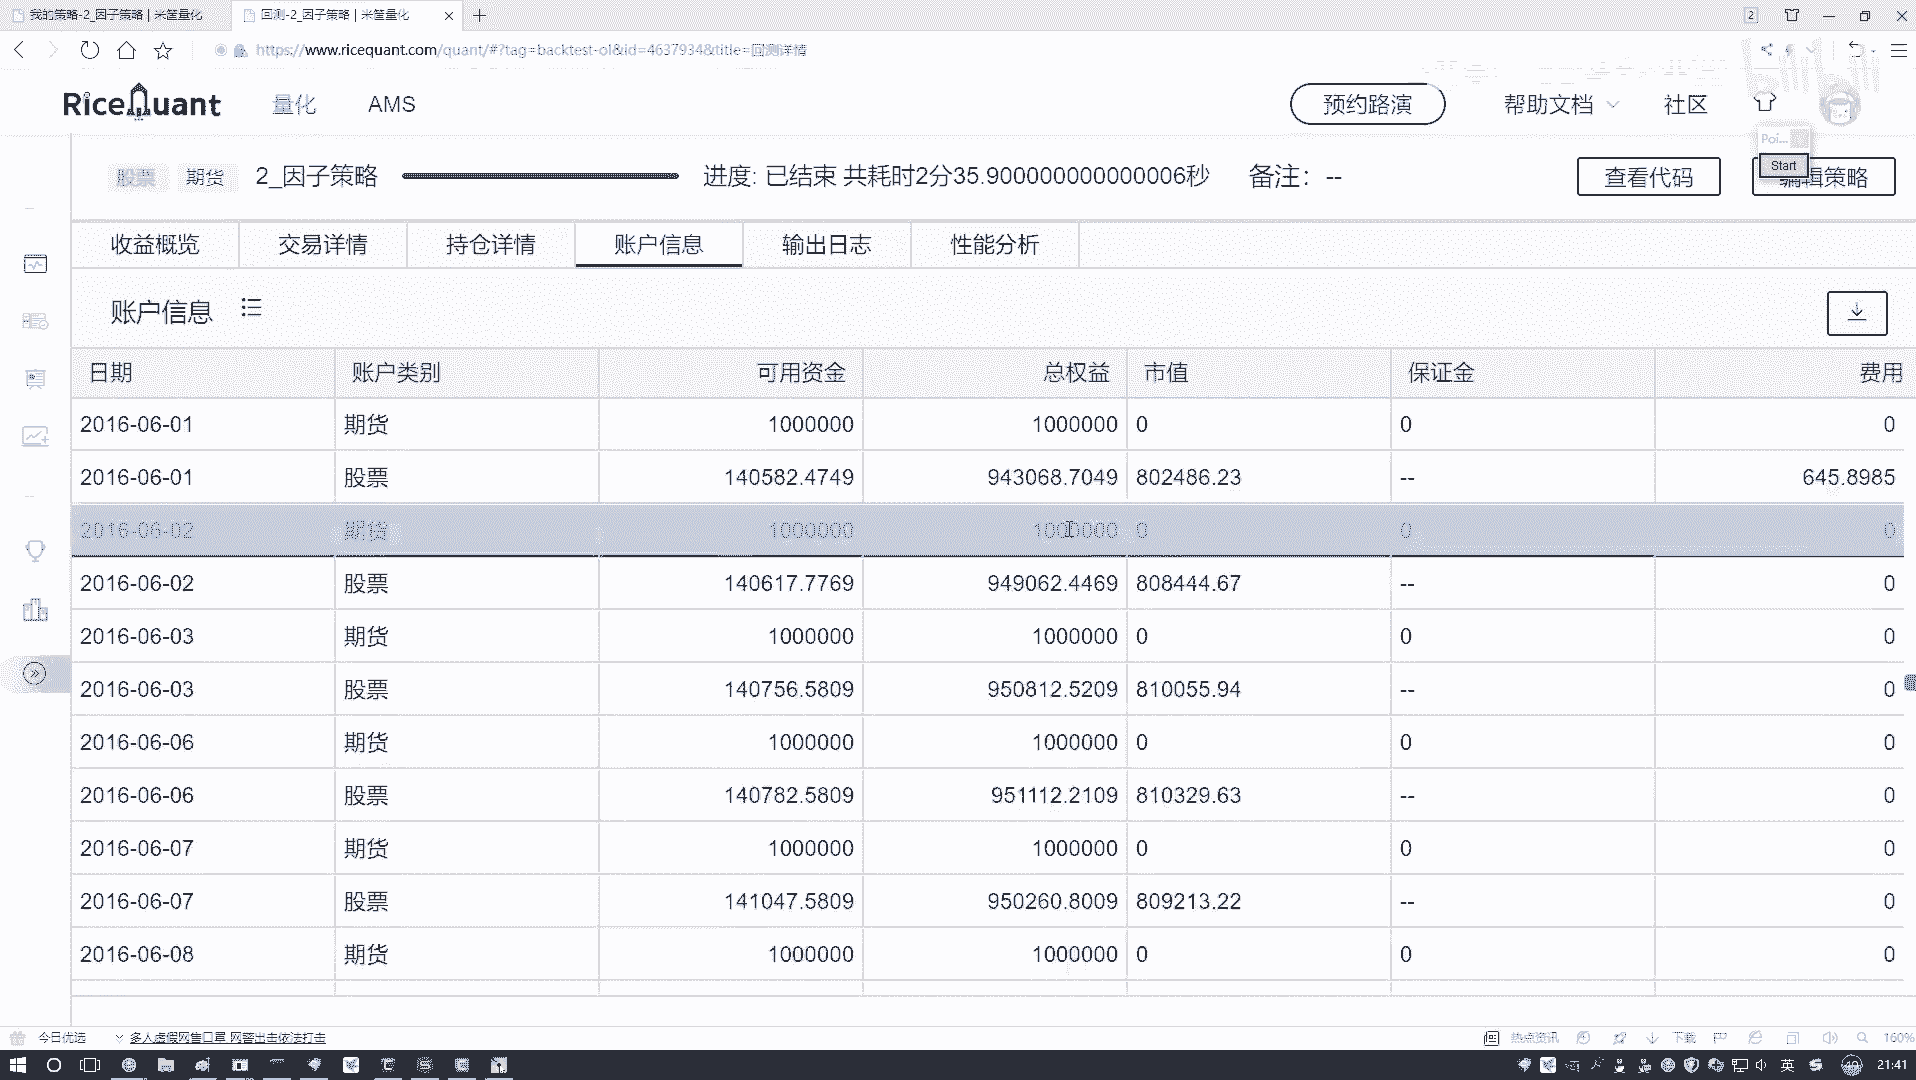 我的策略-2_因子策略 | 米筐量化
回测-2_因子策略 | 米筐量化
2
https://www.ricequant.com/quant/#?tag=backtest-ol&id=4637934&title=回测详情
RiceQuant
量化
AMS
预约路演
帮助文档
社区
Poi...
Start
股票
期货
2_因子策略
进度: 已结束 共耗时2分35.900000000000006秒
备注: --
查看代码
编辑策略
收益概览
交易详情
持仓详情
账户信息
输出日志
性能分析
账户信息
日期 账户类别 可用资金 总权益 市值 保证金 费用
2016-06-01 期货 1000000 1000000 0 0 0
2016-06-01 股票 140582.4749 943068.7049 802486.23 -- 645.8985
2016-06-02 期货 1000000 1000000 0 0 0
2016-06-02 股票 140617.7769 949062.4469 808444.67 -- 0
2016-06-03 期货 1000000 1000000 0 0 0
2016-06-03 股票 140756.5809 950812.5209 810055.94 -- 0
2016-06-06 期货 1000000 1000000 0 0 0
2016-06-06 股票 140782.5809 951112.2109 810329.63 -- 0
2016-06-07 期货 1000000 1000000 0 0 0
2016-06-07 股票 141047.5809 950260.8009 809213.22 -- 0
2016-06-08 期货 1000000 1000000 0 0 0
今日优选
多人虚假网售口罩 网警出击依法打击
热点资讯
下载
160%
英
21:41